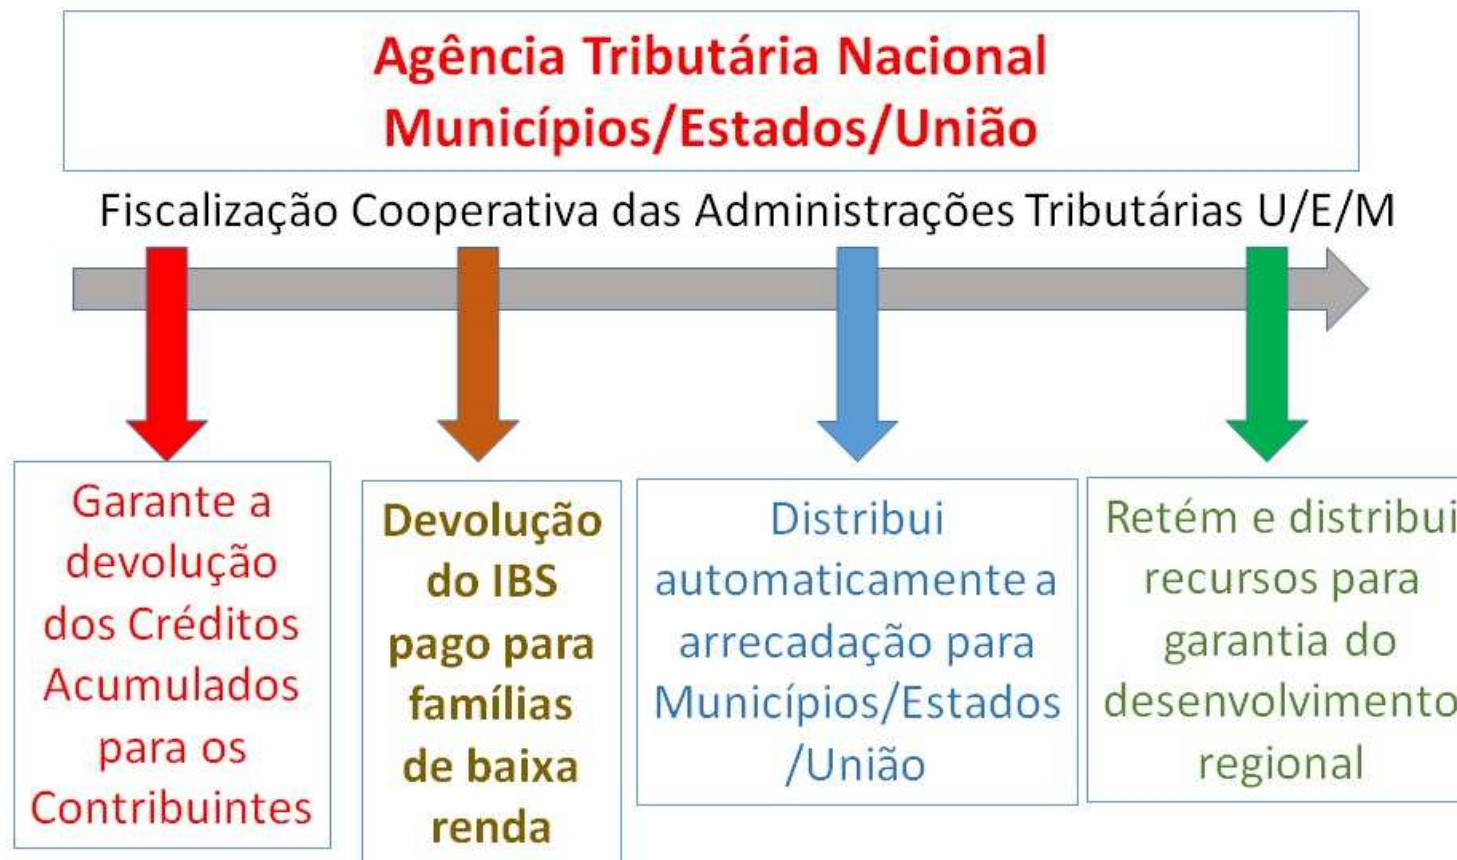 Agência Tributária Nacional
Municípios/Estados/União
Fiscalização Cooperativa das Administrações Tributárias U/E/M
Garante a
devolução
dos Créditos
Acumulados
para os
Contribuintes
Devolução
do IBS
pago para
famílias
de baixa
renda
Distribui
automaticamente a
arrecadação para
Municípios/Estados
/União
Retém e distribui
recursos para
garantia do
desenvolvimento
regional